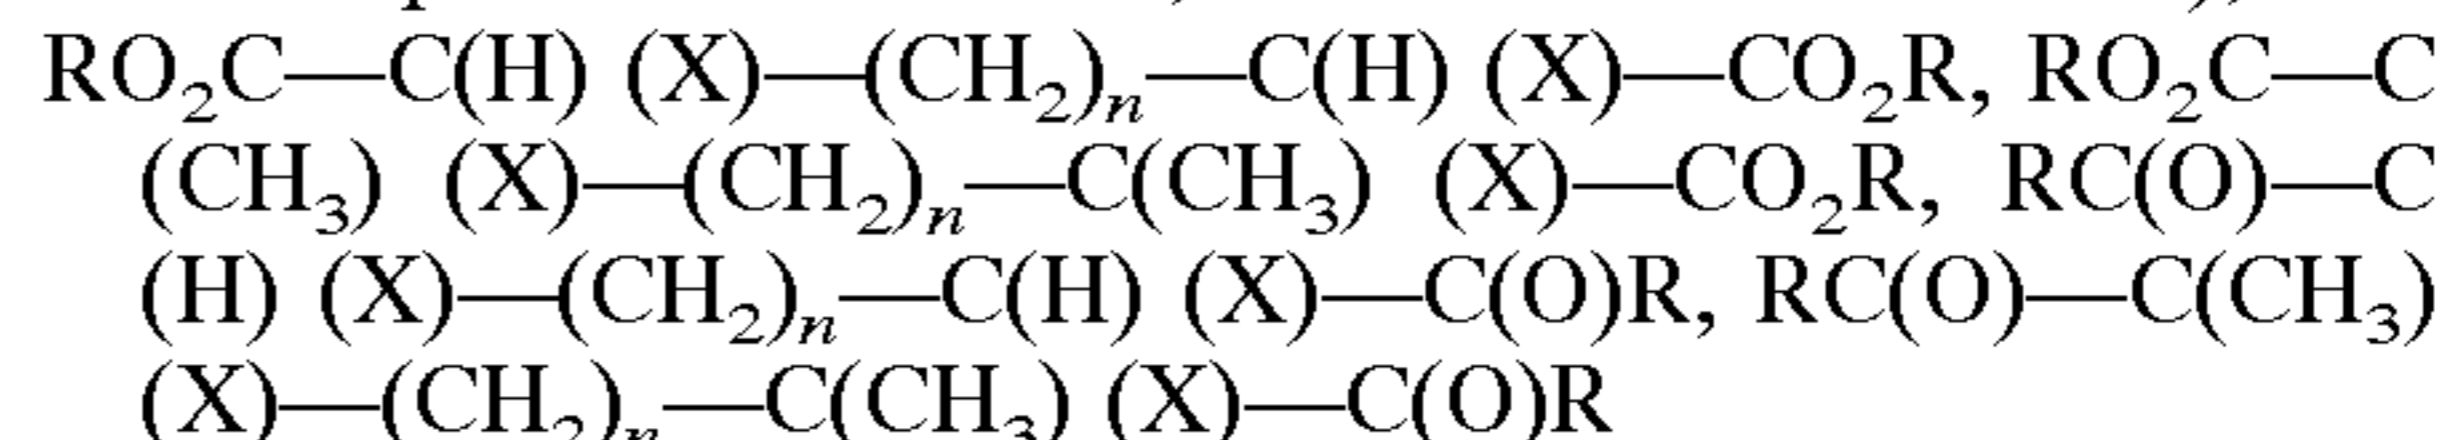 RO₂C—C(H) (X)—(CH₂)ₙ—C(H) (X)—CO₂R, RO₂C—C
(CH₃) (X)—(CH₂)ₙ—C(CH₃) (X)—CO₂R, RC(O)—C
(H) (X)—(CH₂)ₙ—C(H) (X)—C(O)R, RC(O)—C(CH₃)
(X)—(CH₂)ₙ—C(CH₃) (X)—C(O)R